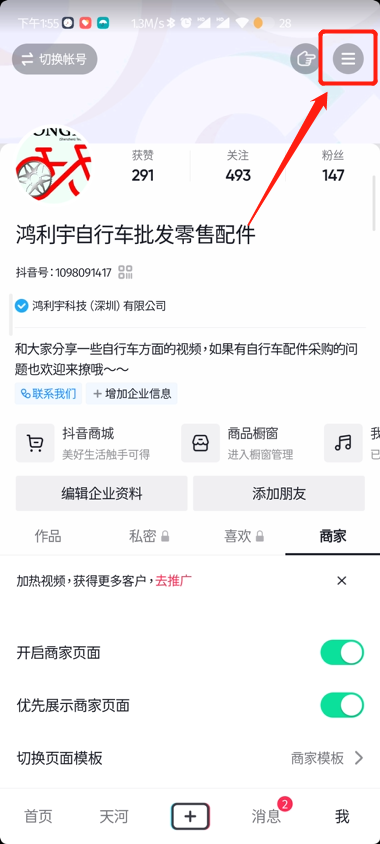 下午1:55 1.3M/s 28
切换帐号
获赞 关注 粉丝
291 493 147
鸿利宇自行车批发零售配件
抖音号：1098091417
鸿利宇科技（深圳）有限公司
和大家分享一些自行车方面的视频，如果有自行车配件采购的问
题也欢迎来撩哦～～
联系我们 + 增加企业信息
抖音商城 商品橱窗
美好生活触手可得 进入橱窗管理
编辑企业资料 添加朋友
作品 私密 喜欢 商家
加热视频，获得更多客户，去推广
开启商家页面
优先展示商家页面
切换页面模板 商家模板
首页 天河 消息 2 我